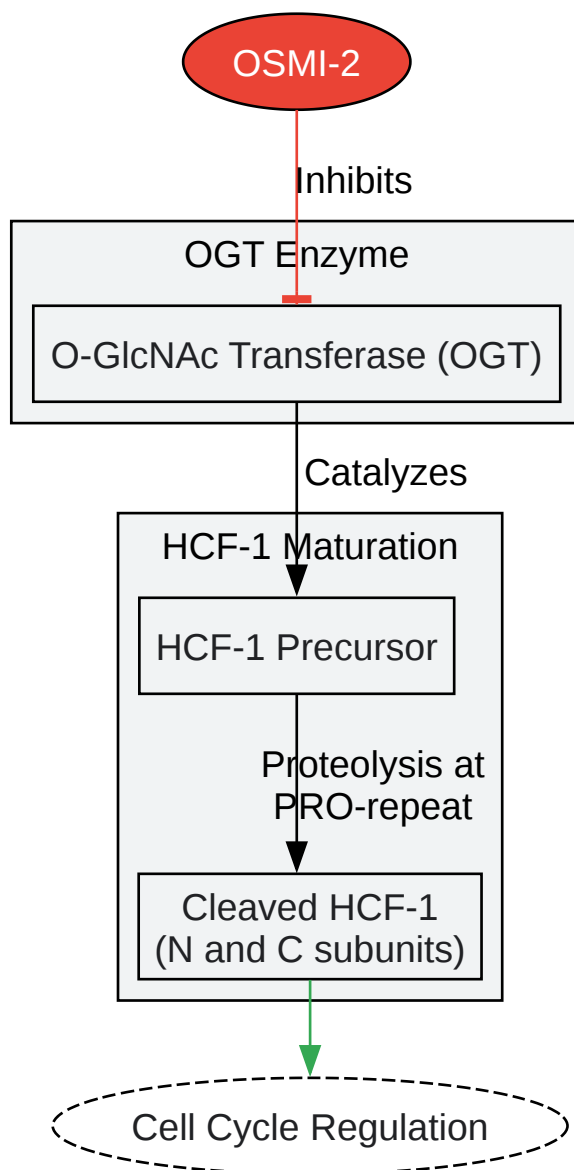 OSMI-2
Inhibits
OGT Enzyme
O-GlcNAc Transferase (OGT)
Catalyzes
HCF-1 Maturation
HCF-1 Precursor
Proteolysis at
PRO-repeat
Cleaved HCF-1
(N and C subunits)
Cell Cycle Regulation